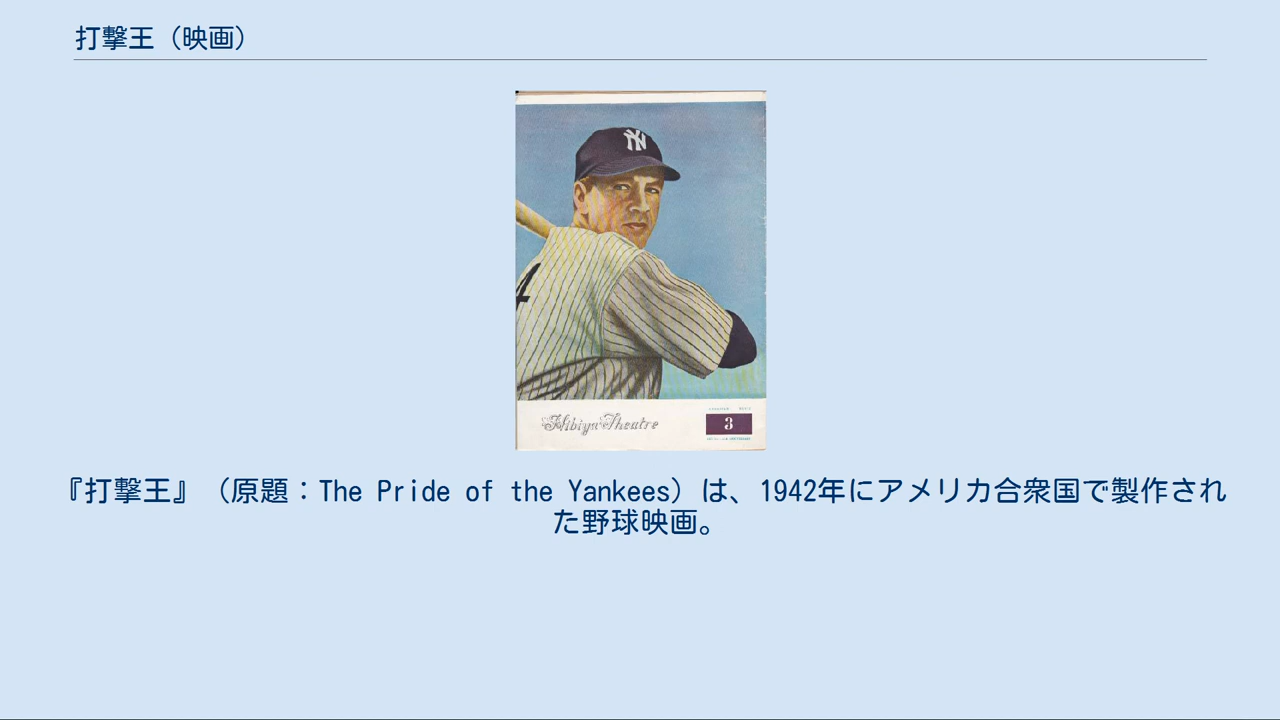 打撃王（映画）
NY
4
Hibiya Theatre
3
『打撃王』（原題：The Pride of the Yankees）は、1942年にアメリカ合衆国で製作され
た野球映画。